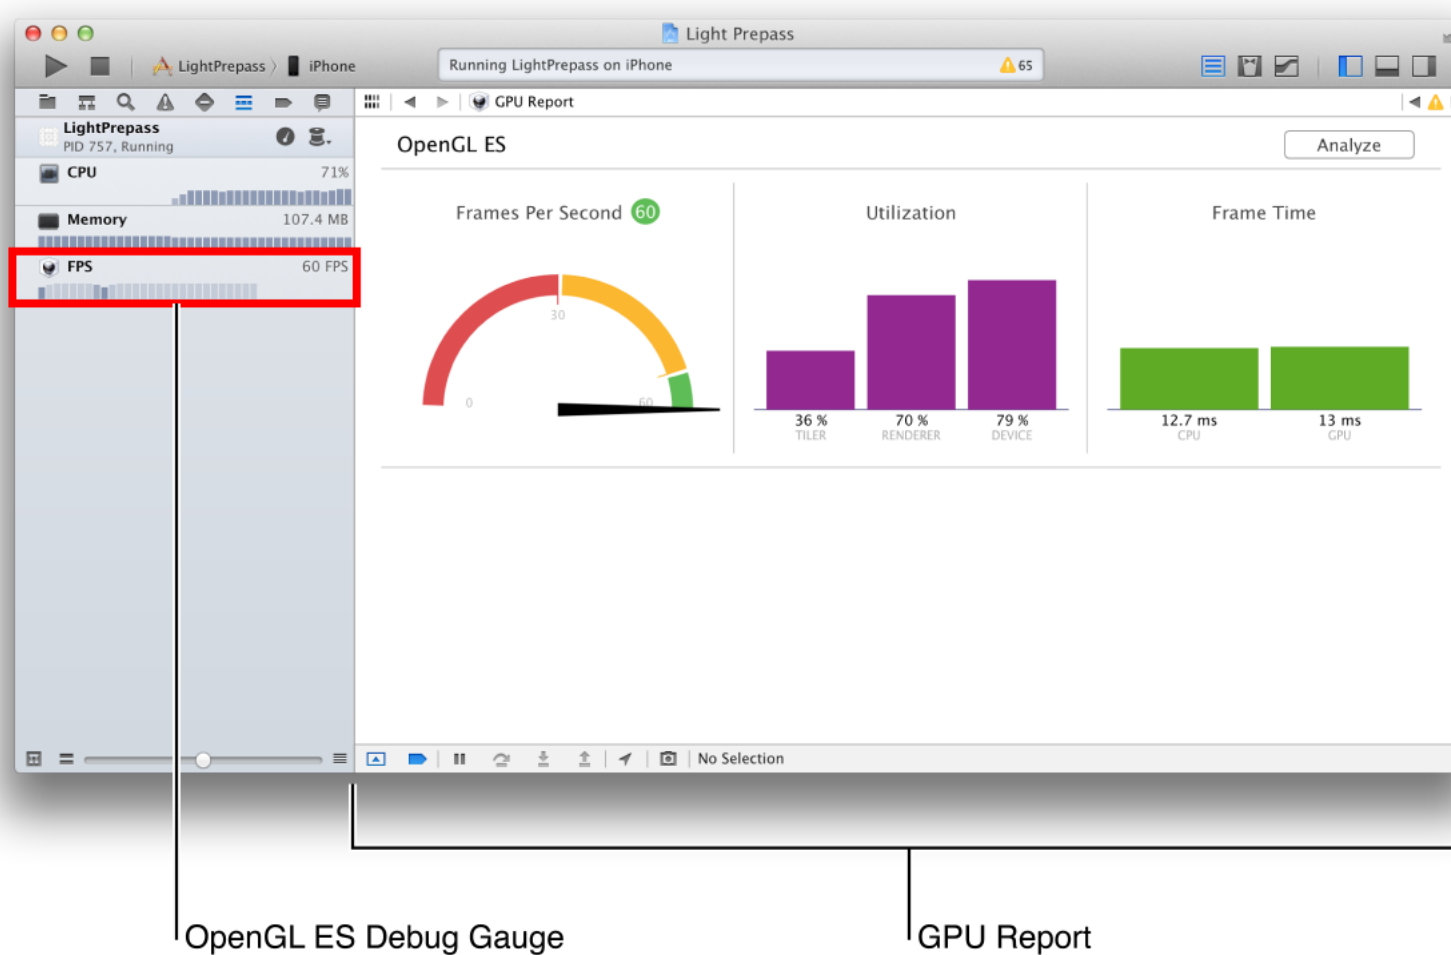 Light Prepass
LightPrepass
iPhone
Running LightPrepass on iPhone
65
GPU Report
LightPrepass
PID 757, Running
CPU
71%
Memory
107.4 MB
FPS
60 FPS
OpenGL ES
Analyze
Frames Per Second 60
30
0
60
Utilization
36 %
TILER
70 %
RENDERER
79 %
DEVICE
Frame Time
12.7 ms
CPU
13 ms
GPU
No Selection
OpenGL ES Debug Gauge
GPU Report